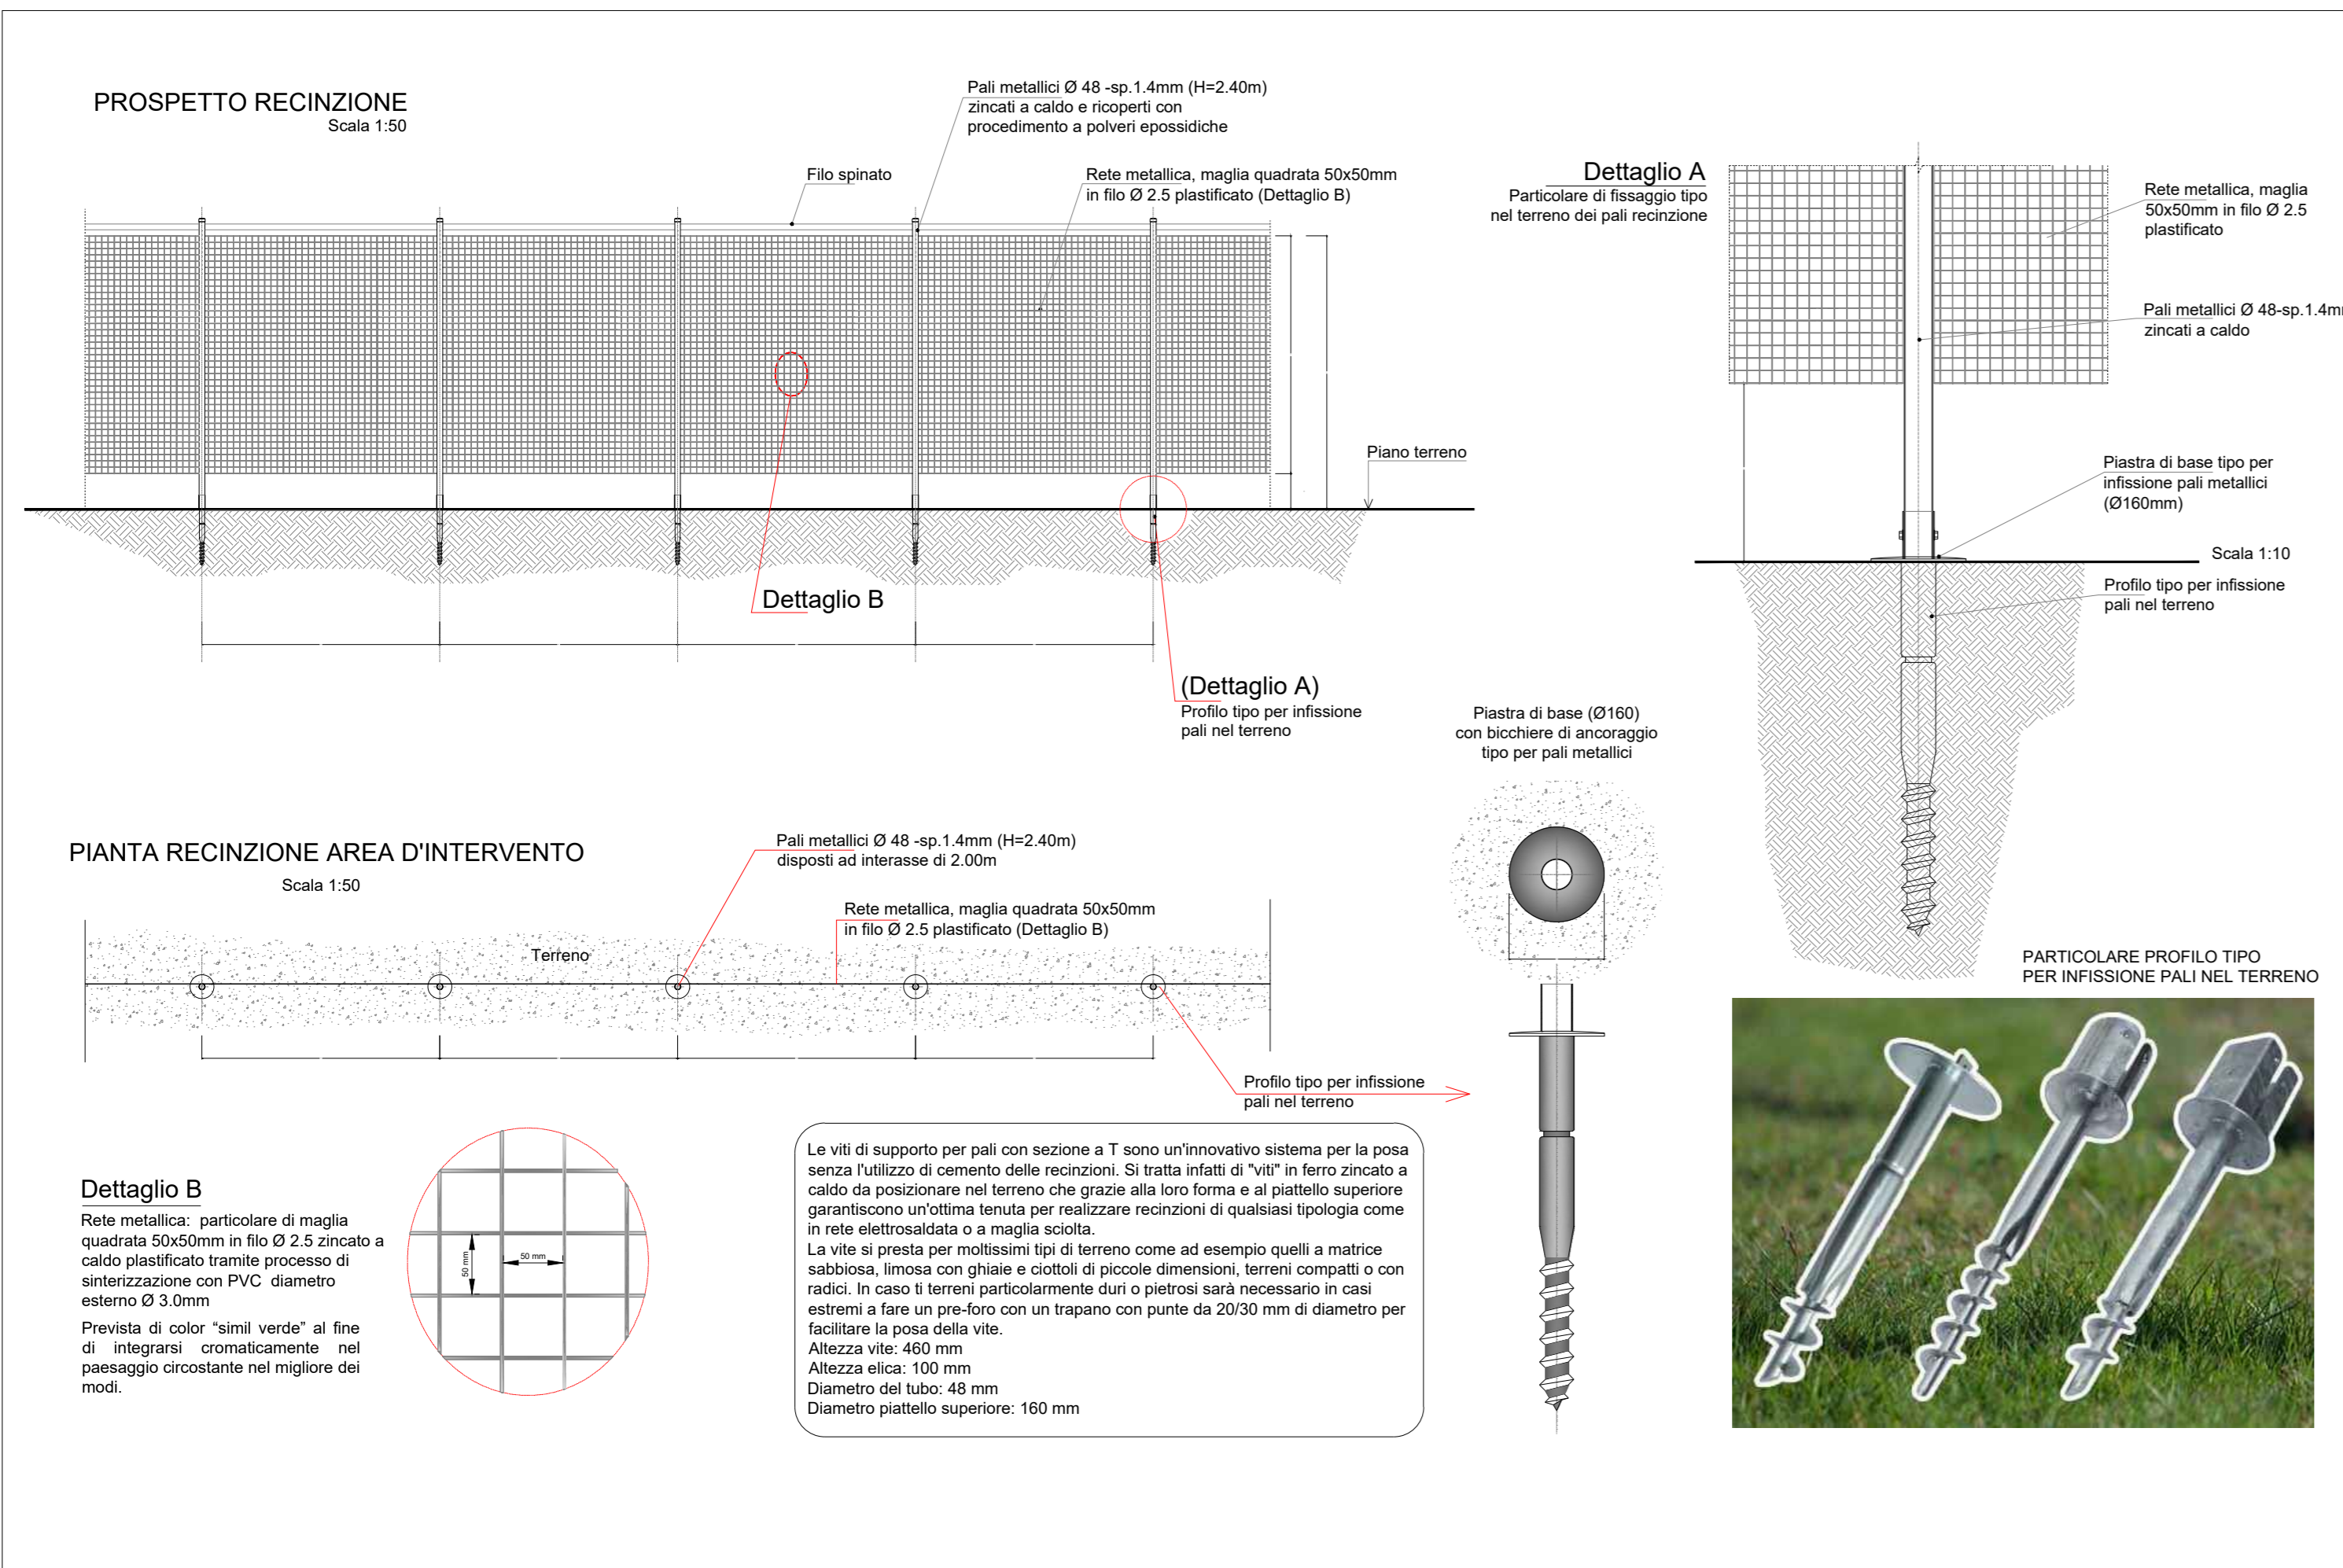 PROSPETTO RECINZIONE
Scala 1:50
Pali metallici Ø 48 -sp.1.4mm (H=2.40m)
zincati a caldo e ricoperti con
procedimento a polveri epossidiche
Filo spinato
Rete metallica, maglia quadrata 50x50mm
in filo Ø 2.5 plastificato (Dettaglio B)
Piano terreno
Dettaglio B
(Dettaglio A)
Profilo tipo per infissione
pali nel terreno
Dettaglio A
Particolare di fissaggio tipo
nel terreno dei pali recinzione
Rete metallica, maglia
50x50mm in filo Ø 2.5
plastificato
Pali metallici Ø 48-sp.1.4m
zincati a caldo
Piastra di base tipo per
infissione pali metallici
(Ø160mm)
Scala 1:10
Profilo tipo per infissione
pali nel terreno
Piastra di base (Ø160)
con bicchiere di ancoraggio
tipo per pali metallici
PIANTA RECINZIONE AREA D'INTERVENTO
Scala 1:50
Pali metallici Ø 48 -sp.1.4mm (H=2.40m)
disposti ad interasse di 2.00m
Rete metallica, maglia quadrata 50x50mm
in filo Ø 2.5 plastificato (Dettaglio B)
Terreno
Profilo tipo per infissione
pali nel terreno
PARTICOLARE PROFILO TIPO
PER INFISSIONE PALI NEL TERRENO
Dettaglio B
Rete metallica: particolare di maglia
quadrata 50x50mm in filo Ø 2.5 zincato a
caldo plastificato tramite processo di
sinterizzazione con PVC diametro
esterno Ø 3.0mm
Prevista di color “simil verde” al fine
di integrarsi cromaticamente nel
paesaggio circostante nel migliore dei
modi.
50 mm
50 mm
Le viti di supporto per pali con sezione a T sono un'innovativo sistema per la posa
senza l'utilizzo di cemento delle recinzioni. Si tratta infatti di "viti" in ferro zincato a
caldo da posizionare nel terreno che grazie alla loro forma e al piattello superiore
garantiscono un'ottima tenuta per realizzare recinzioni di qualsiasi tipologia come
in rete elettrosaldata o a maglia sciolta.
La vite si presta per moltissimi tipi di terreno come ad esempio quelli a matrice
sabbiosa, limosa con ghiaie e ciottoli di piccole dimensioni, terreni compatti o con
radici. In caso ti terreni particolarmente duri o pietrosi sarà necessario in casi
estremi a fare un pre-foro con un trapano con punte da 20/30 mm di diametro per
facilitare la posa della vite.
Altezza vite: 460 mm
Altezza elica: 100 mm
Diametro del tubo: 48 mm
Diametro piattello superiore: 160 mm